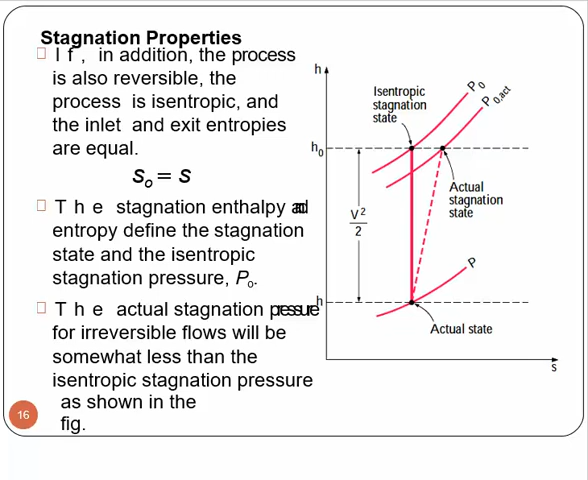 Stagnation Properties
If, in addition, the process
is also reversible, the
process is isentropic, and
the inlet and exit entropies
are equal.
s₀ = s
The stagnation enthalpy and
entropy define the stagnation
state and the isentropic
stagnation pressure, P₀.
The actual stagnation pressure
for irreversible flows will be
somewhat less than the
isentropic stagnation pressure
as shown in the
fig.
16
h
P₀
P₀,act
Isentropic
stagnation
state
h₀
Actual
stagnation
state
V²
2
P
h
Actual state
s